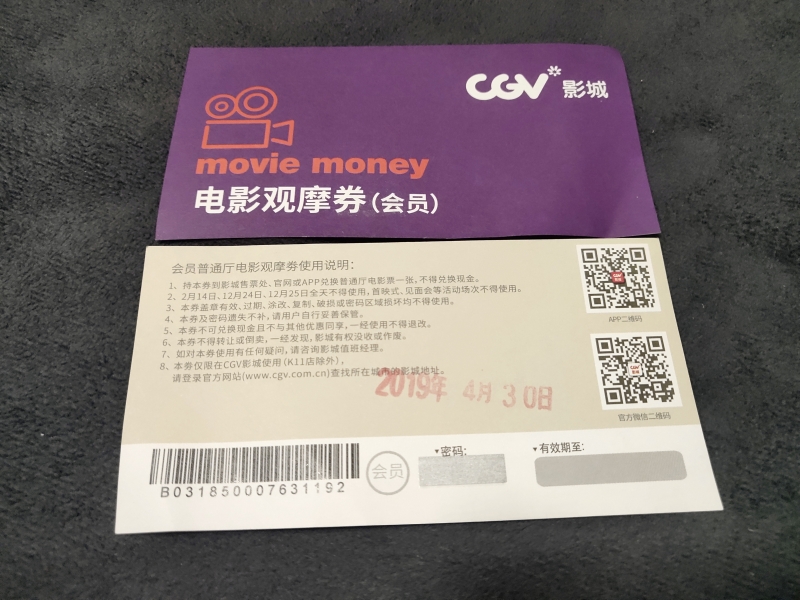 CGV影城
movie money
电影观摩券(会员)
会员普通厅电影观摩券使用说明:
1、持本券到影城售票处、官网或APP兑换普通厅电影票一张,不得兑换现金。
2、2月14日、12月24日、12月25日全天不得使用,首映式、见面会等活动场次不得使用。
3、本券盖章有效、过期、涂改、复制、破损或密码区域损坏均不得使用。
4、本券及密码遗失不补,请用户自行妥善保管。
5、本券不可兑换现金且不与其他优惠同享,一经使用不得退改。
6、本券不得转让或倒卖,一经发现,影城有权没收或作废。
7、如对本券使用有任何疑问,请咨询影城值班经理。
8、本券仅限在CGV影城使用(K11店除外),
请登录官方网站(www.cgv.com.cn)查找所在城市的影城地址。
2019年 4月30日
APP二维码
官方微信二维码
B031850007631192
会员
▾密码:
▾有效期至: